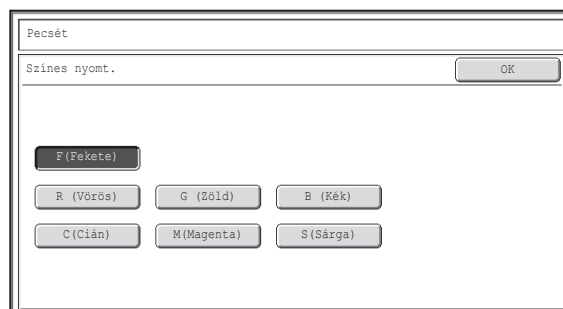 Pecsét
Színes nyomt. OK
F(Fekete)
R (Vörös) G (Zöld) B (Kék)
C(Cián) M(Magenta) S(Sárga)